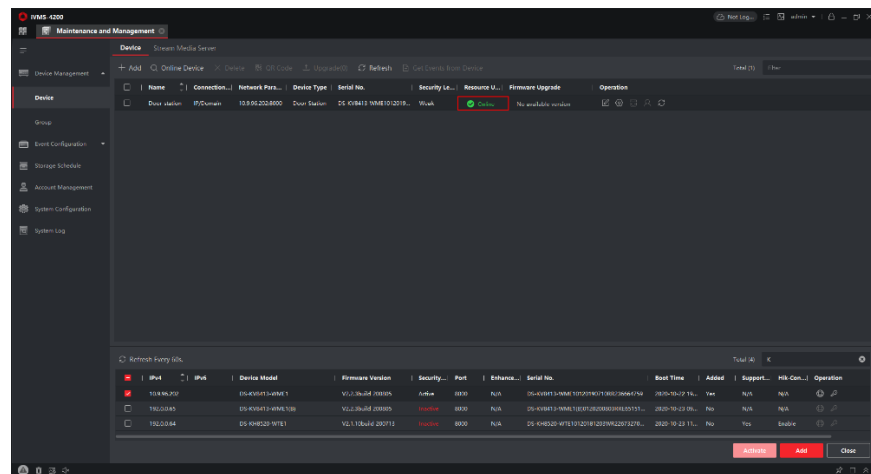 iVMS-4200
Not Log... admin
Maintenance and Management
Device Stream Media Server
+ Add Online Device Delete QR Code Upgrade(0) Refresh Get Events from Device Total (1) Filter
Device Management
Name Connection... Network Para... Device Type Serial No. Security Le... Resource U... Firmware Upgrade Operation
Device
Door station IP/Domain Door Station Weak Online No available version
Group
Event Configuration
Storage Schedule
Account Management
System Configuration
System Log
Refresh Every 60s. Total (4) K
IPv4 IPv6 Device Model Firmware Version Security... Port Enhance... Serial No. Boot Time Added Support... Hik-Con... Operation
10.9.96.202 DS-KV8413-WME1 V2.2.3build 200805 Active 8000 N/A Yes N/A N/A
192.0.0.65 DS-KV8413-WME1(B) V2.2.3build 200805 Inactive 8000 N/A No N/A N/A
192.0.0.64 DS-KH8520-WTE1 V2.1.10build 200713 Inactive 8000 N/A No Yes Enable
Activate Add Close